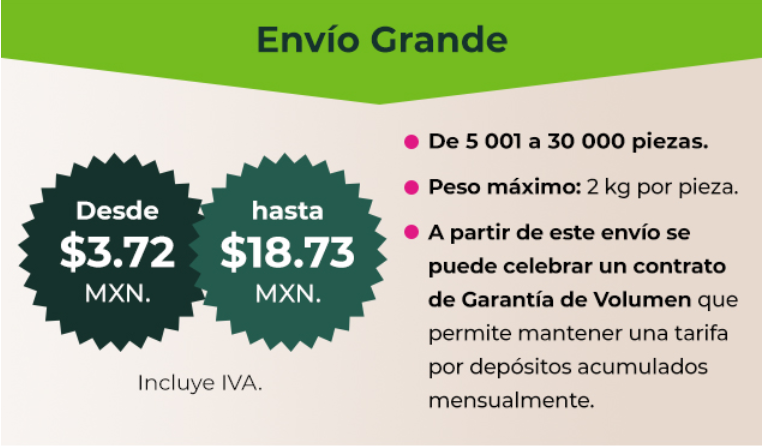 Envío Grande
Desde
$3.72
MXN.
hasta
$18.73
MXN.
Incluye IVA.
De 5 001 a 30 000 piezas.
Peso máximo: 2 kg por pieza.
A partir de este envío se
puede celebrar un contrato
de Garantía de Volumen que
permite mantener una tarifa
por depósitos acumulados
mensualmente.